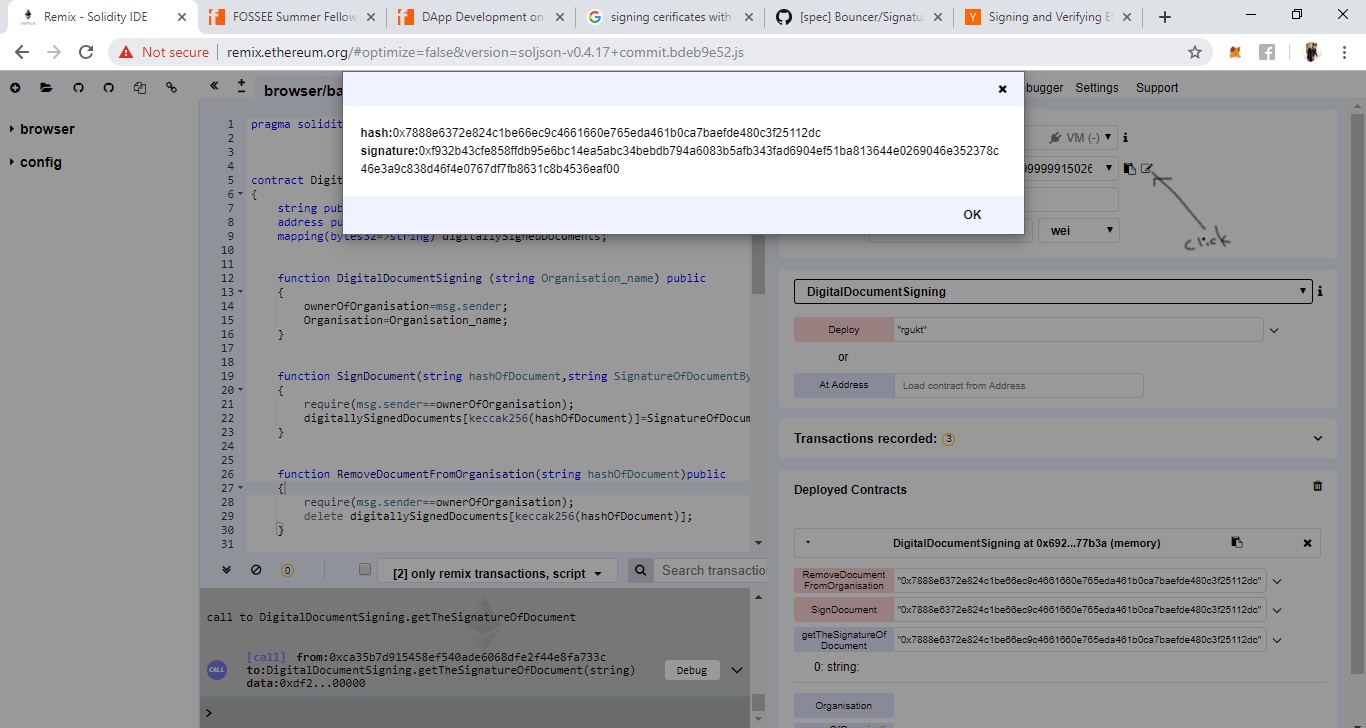 Remix - Solidity IDE
FOSSEE Summer Fellow
DApp Development on
signing cerificates with
[spec] Bouncer/Signatu
Signing and Verifying Et
Not secure
remix.ethereum.org/#optimize=false&version=soljson-v0.4.17+commit.bdeb9e52.js
browser/ba
bugger Settings Support
browser
config
hash:0x7888e6372e824c1be66ec9c4661660e765eda461b0ca7baefde480c3f25112dc
signature:0xf932b43cfe858ffdb95e6bc14ea5abc34bebdb794a6083b5afb343fad6904ef51ba813644e0269046e352378c
46e3a9c838d46f4e0767df7fb8631c8b4536eaf00
OK
1 pragma solidit
2
3
4
5 contract Digit
6 {
7 string pub
8 address pu
9 mapping(bytes32=>string) digitallySignedDocuments;
10
11
12 function DigitalDocumentSigning (string Organisation_name) public
13 {
14 ownerOfOrganisation=msg.sender;
15 Organisation=Organisation_name;
16 }
17
18
19 function SignDocument(string hashOfDocument,string SignatureOfDocumentBy
20 {
21 require(msg.sender==ownerOfOrganisation);
22 digitallySignedDocuments[keccak256(hashOfDocument)]=SignatureOfDocum
23 }
24
25
26 function RemoveDocumentFromOrganisation(string hashOfDocument)public
27 {
28 require(msg.sender==ownerOfOrganisation);
29 delete digitallySignedDocuments[keccak256(hashOfDocument)];
30 }
31
0
[2] only remix transactions, script
Search transactio
call to DigitalDocumentSigning.getTheSignatureOfDocument
CALL
[call] from:0xca35b7d915458ef540ade6068dfe2f44e8fa733c
to:DigitalDocumentSigning.getTheSignatureOfDocument(string)
data:0xdf2...00000
Debug
>
VM (-)
99999915026
click
wei
DigitalDocumentSigning
Deploy "rgukt"
or
At Address Load contract from Address
Transactions recorded: 3
Deployed Contracts
DigitalDocumentSigning at 0x692...77b3a (memory)
RemoveDocument
FromOrganisation
"0x7888e6372e824c1be66ec9c4661660e765eda461b0ca7baefde480c3f25112dc"
SignDocument "0x7888e6372e824c1be66ec9c4661660e765eda461b0ca7baefde480c3f25112dc"
getTheSignatureOf
Document
"0x7888e6372e824c1be66ec9c4661660e765eda461b0ca7baefde480c3f25112dc"
0: string:
Organisation